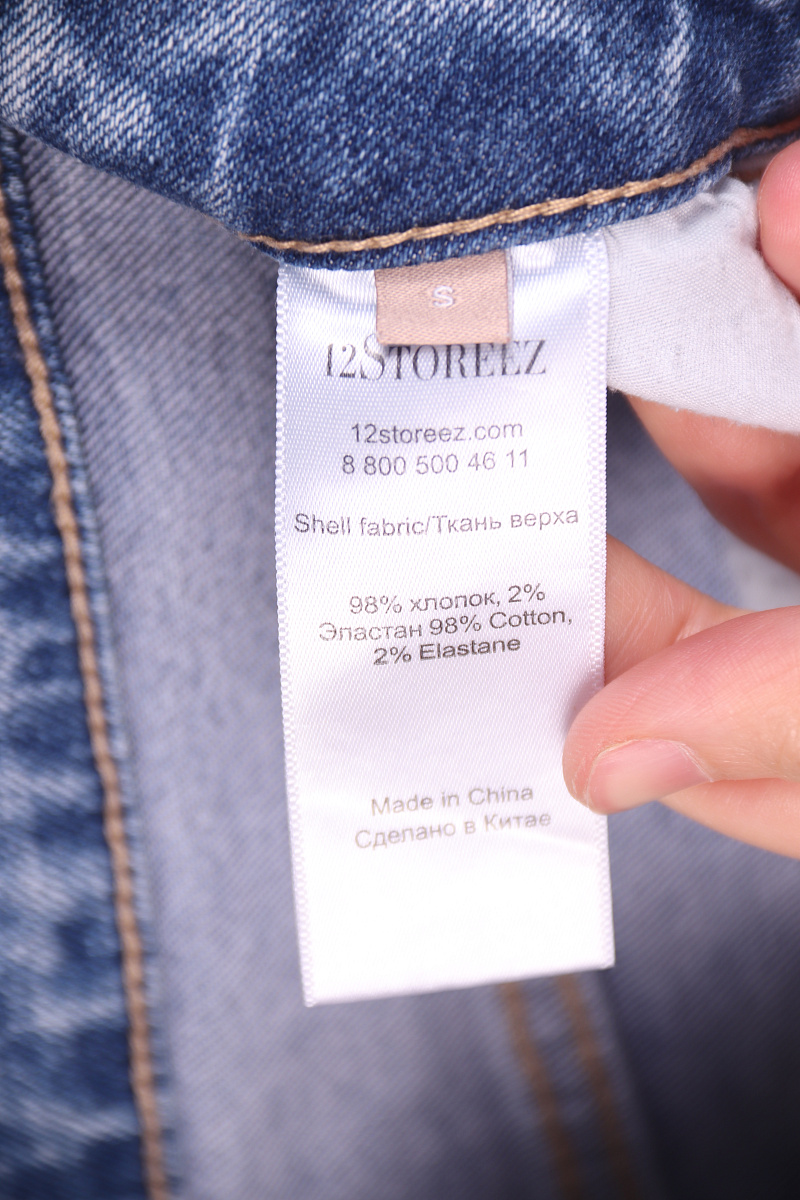 S
12STOREEZ
12storeez.com
8 800 500 46 11
Shell fabric/Ткань верха
98% хлопок, 2%
Эластан 98% Cotton,
2% Elastane
Made in China
Сделано в Китае